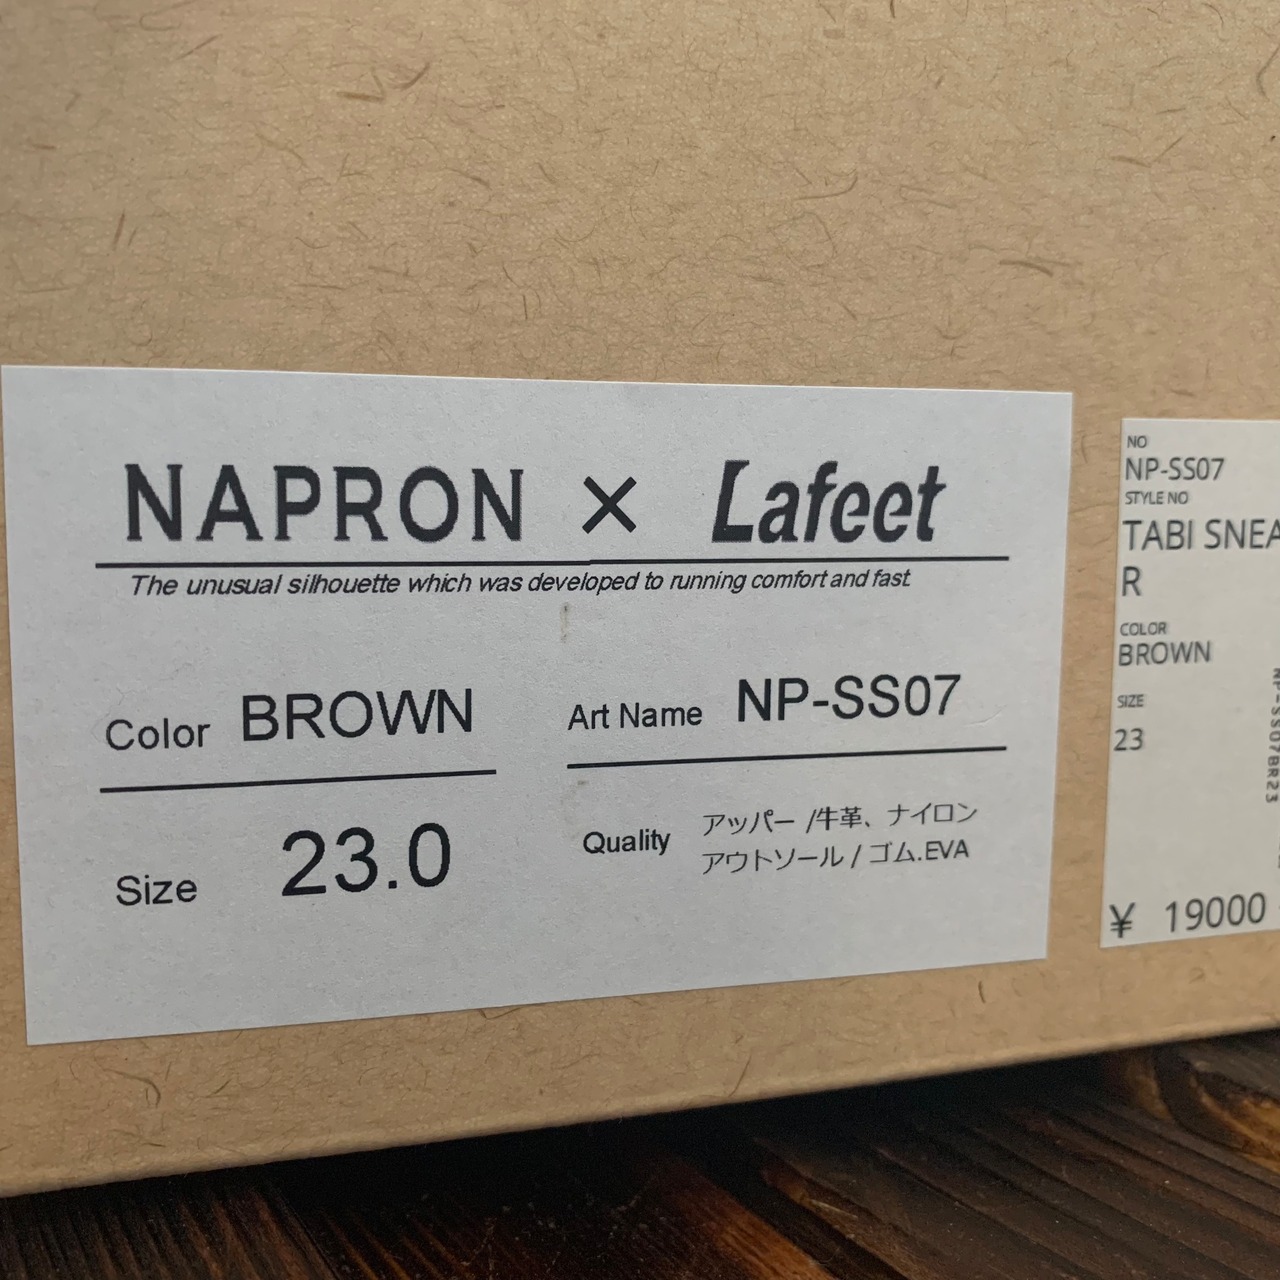 NAPRON × Lafeet
The unusual silhouette which was developed to running comfort and fast
Color BROWN
Art Name NP-SS07
Size 23.0
Quality アッパー /牛革、ナイロン
アウトソール / ゴム.EVA
NO
NP-SS07
STYLE NO
TABI SNEA
R
COLOR
BROWN
SIZE
23
¥ 19000
NP-SS07BR23